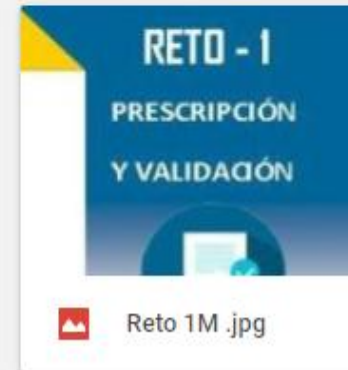 RETO - 1
PRESCRIPCIÓN
Y VALIDACIÓN
Reto 1M .jpg